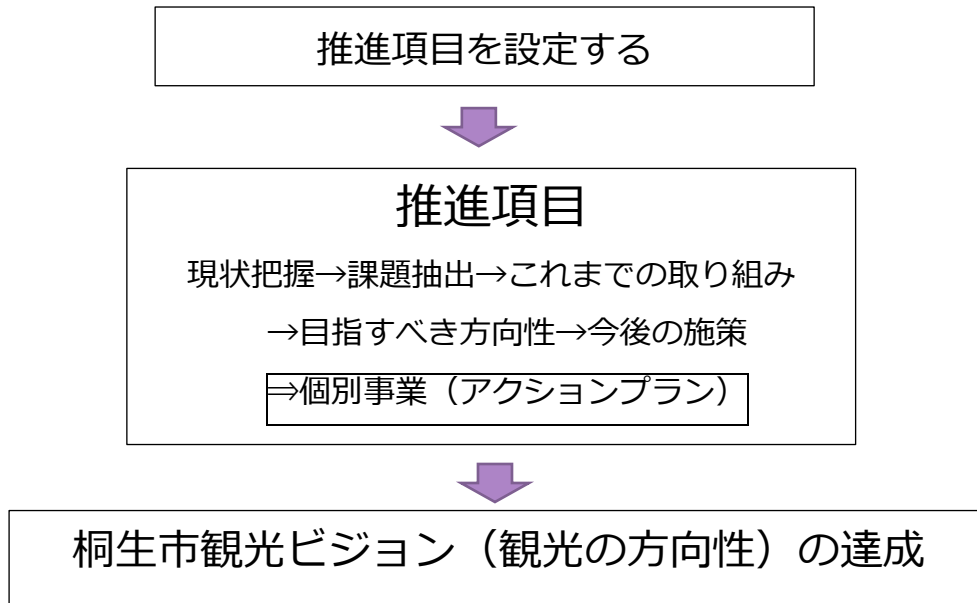 推進項目を設定する
推進項目
現状把握→課題抽出→これまでの取り組み
→目指すべき方向性→今後の施策
⇒個別事業（アクションプラン）
桐生市観光ビジョン（観光の方向性）の達成